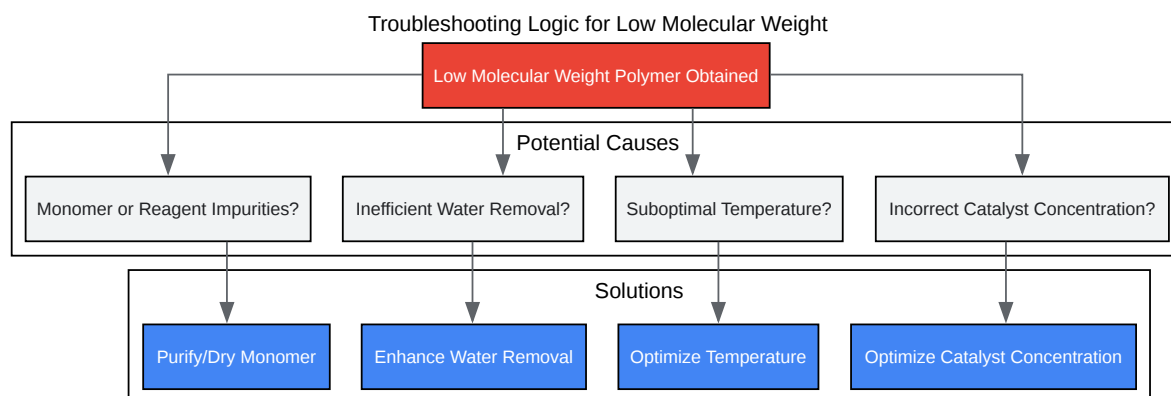 Troubleshooting Logic for Low Molecular Weight
Low Molecular Weight Polymer Obtained
Potential Causes
Monomer or Reagent Impurities?
Inefficient Water Removal?
Suboptimal Temperature?
Incorrect Catalyst Concentration?
Solutions
Purify/Dry Monomer
Enhance Water Removal
Optimize Temperature
Optimize Catalyst Concentration